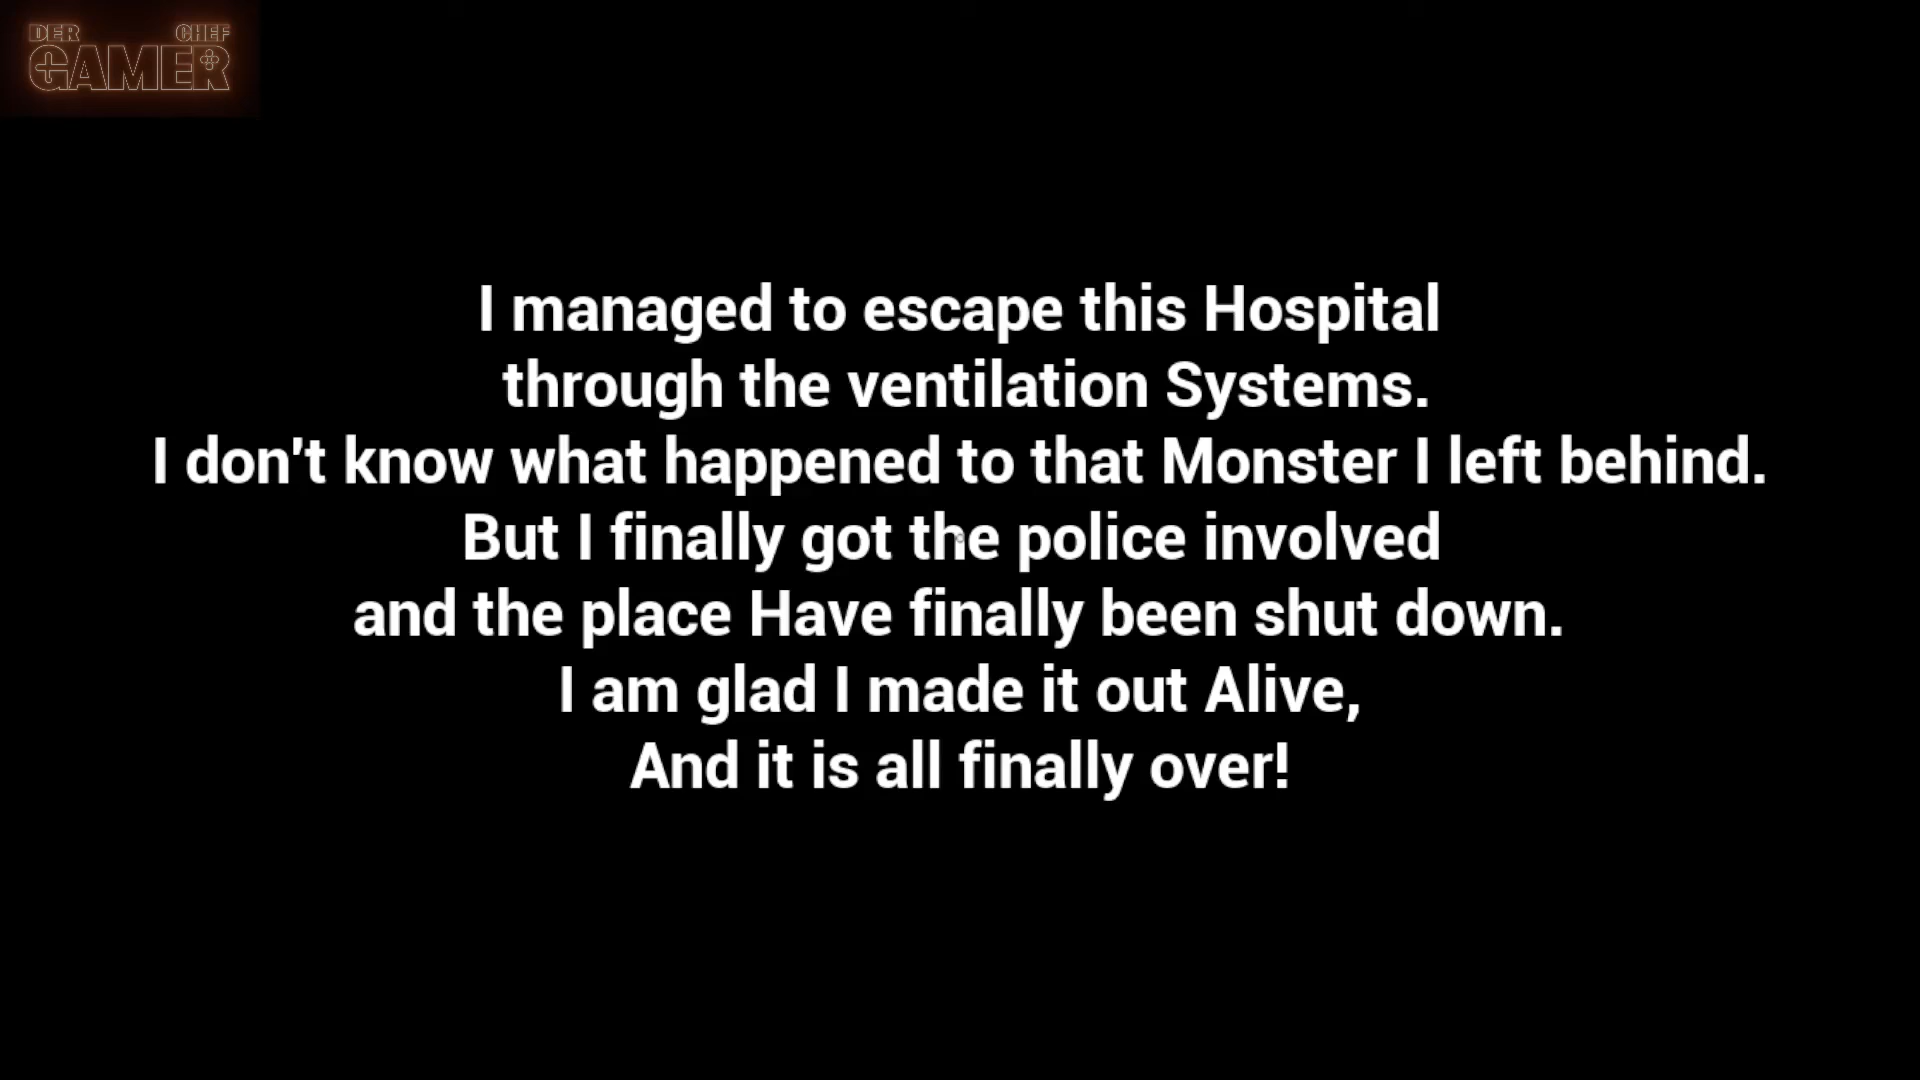 DER CHEF
GAMER
I managed to escape this Hospital
through the ventilation Systems.
I don't know what happened to that Monster I left behind.
But I finally got the police involved
and the place Have finally been shut down.
I am glad I made it out Alive,
And it is all finally over!